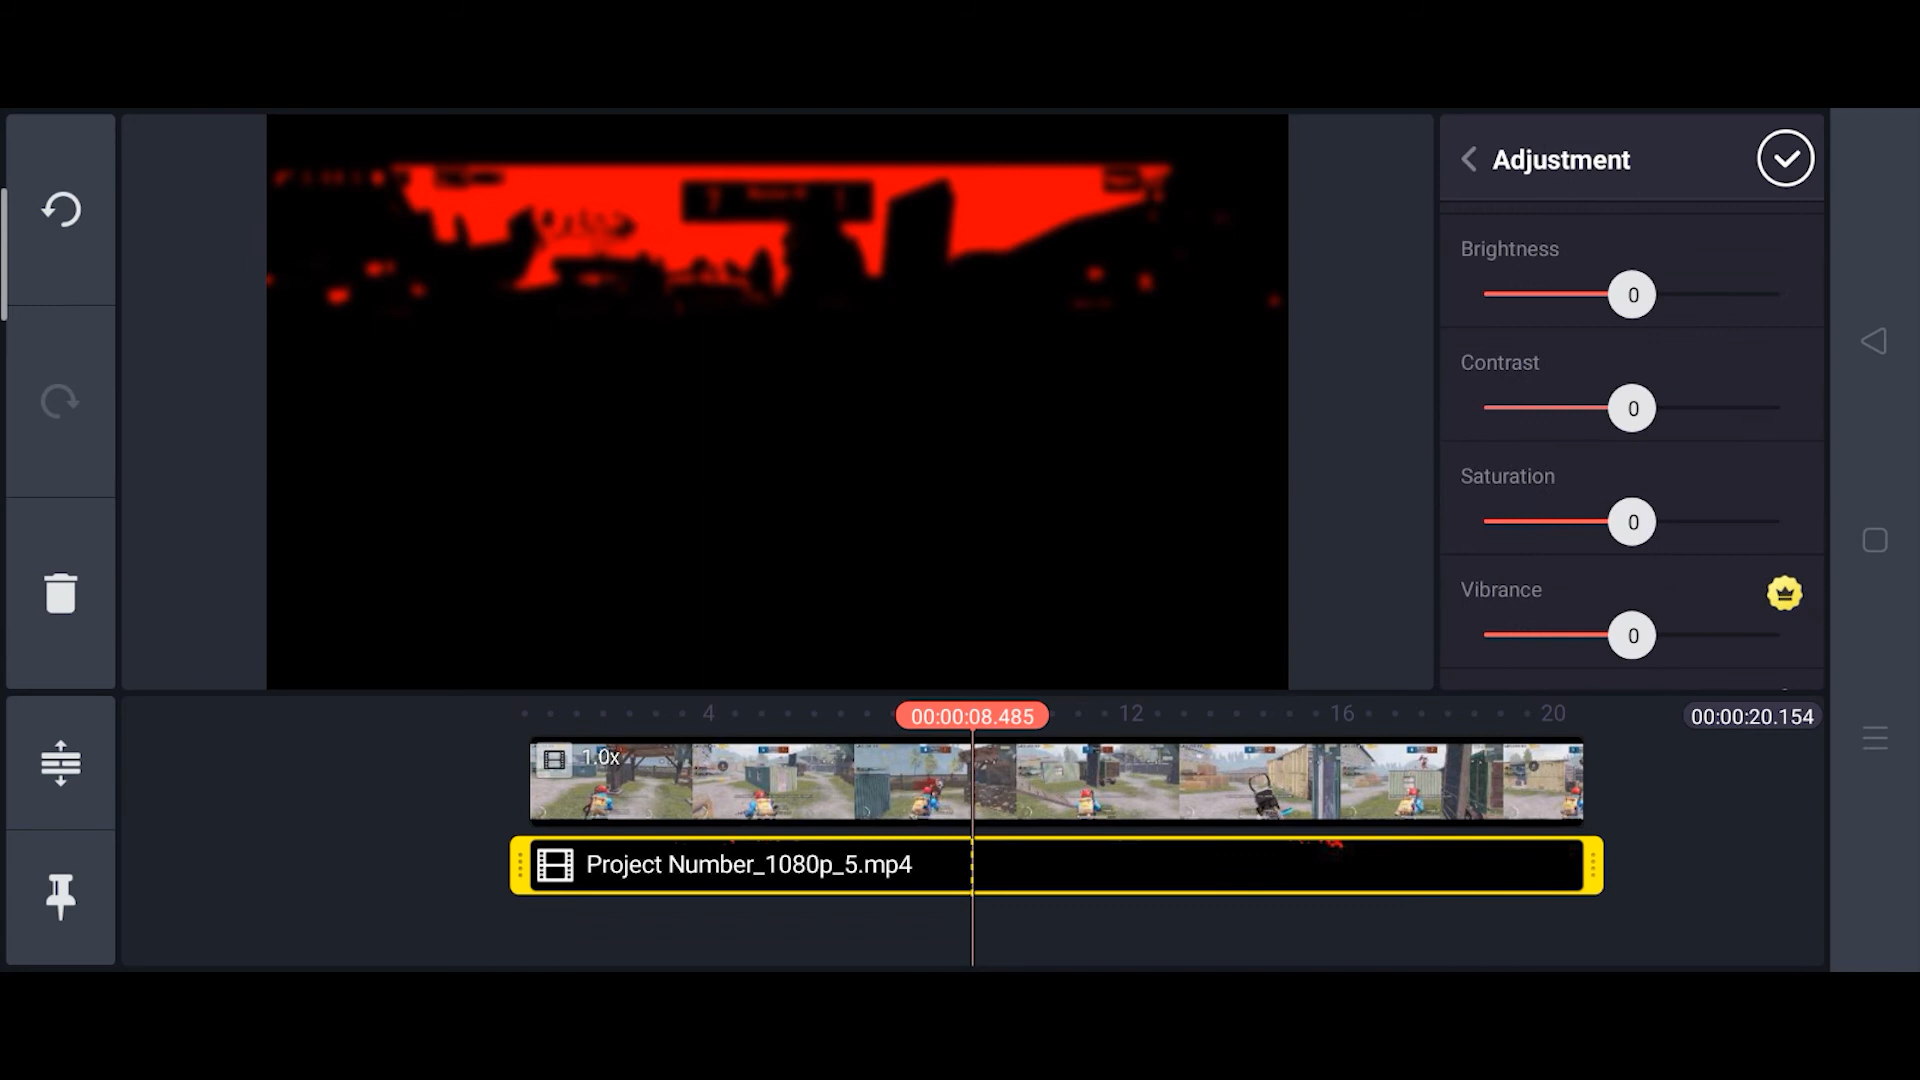 Adjustment
Brightness
0
Contrast
0
Saturation
0
Vibrance
0
4
00:00:08.485
12
16
20
00:00:20.154
1.0x
Project Number_1080p_5.mp4